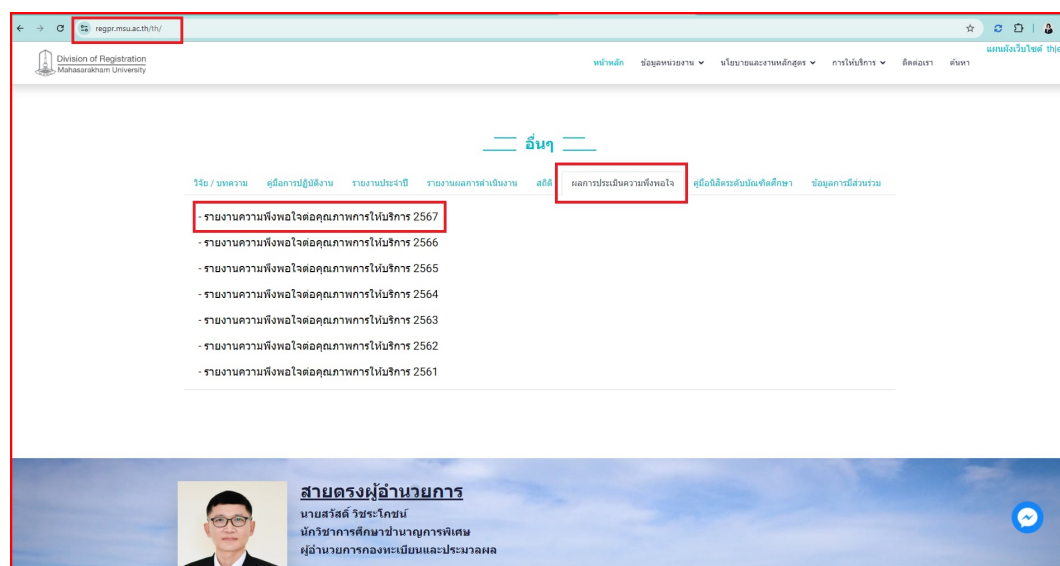 regpr.msu.ac.th/th/
แผนผังเว็บไซต์ th|e
Division of Registration
Mahasarakham University
หน้าหลัก ข้อมูลหน่วยงาน นโยบายและงานหลักสูตร การให้บริการ ติดต่อเรา ค้นหา
อื่นๆ
วิจัย / บทความ คู่มือการปฏิบัติงาน รายงานประจำปี รายงานผลการดำเนินงาน สถิติ ผลการประเมินความพึงพอใจ คู่มือนิสิตระดับบัณฑิตศึกษา ข้อมูลการมีส่วนร่วม
- รายงานความพึงพอใจต่อคุณภาพการให้บริการ 2567
- รายงานความพึงพอใจต่อคุณภาพการให้บริการ 2566
- รายงานความพึงพอใจต่อคุณภาพการให้บริการ 2565
- รายงานความพึงพอใจต่อคุณภาพการให้บริการ 2564
- รายงานความพึงพอใจต่อคุณภาพการให้บริการ 2563
- รายงานความพึงพอใจต่อคุณภาพการให้บริการ 2562
- รายงานความพึงพอใจต่อคุณภาพการให้บริการ 2561
สายตรงผู้อำนวยการ
นายสวัสดิ์ วิชระโภชน์
นักวิชาการศึกษาชำนาญการพิเศษ
ผู้อำนวยการกองทะเบียนและประมวลผล